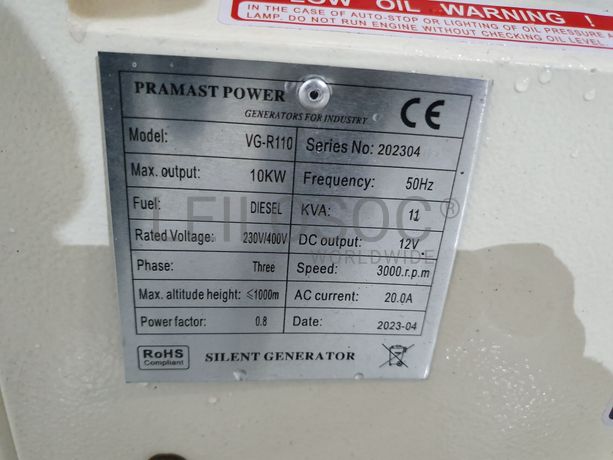 LOW OIL WARNING !
IN THE CASE OF AUTO-STOP OR LIGHTING OF OIL PRESSURE
LAMP. DO NOT RUN ENGINE WITHOUT CHECKING OIL LEVEL.
PRAMAST POWER
GENERATORS FOR INDUSTRY
CE
Model: VG-R110 Series No: 202304
Max. output: 10KW Frequency: 50Hz
Fuel: DIESEL KVA: 11
Rated Voltage: 230V/400V DC output: 12V
Phase: Three Speed: 3000.r.p.m
Max. altitude height: ≤1000m AC current: 20.0A
Power factor: 0.8 Date: 2023-04
RoHS
Compliant
SILENT GENERATOR
LEILOSOC®
WORLDWIDE